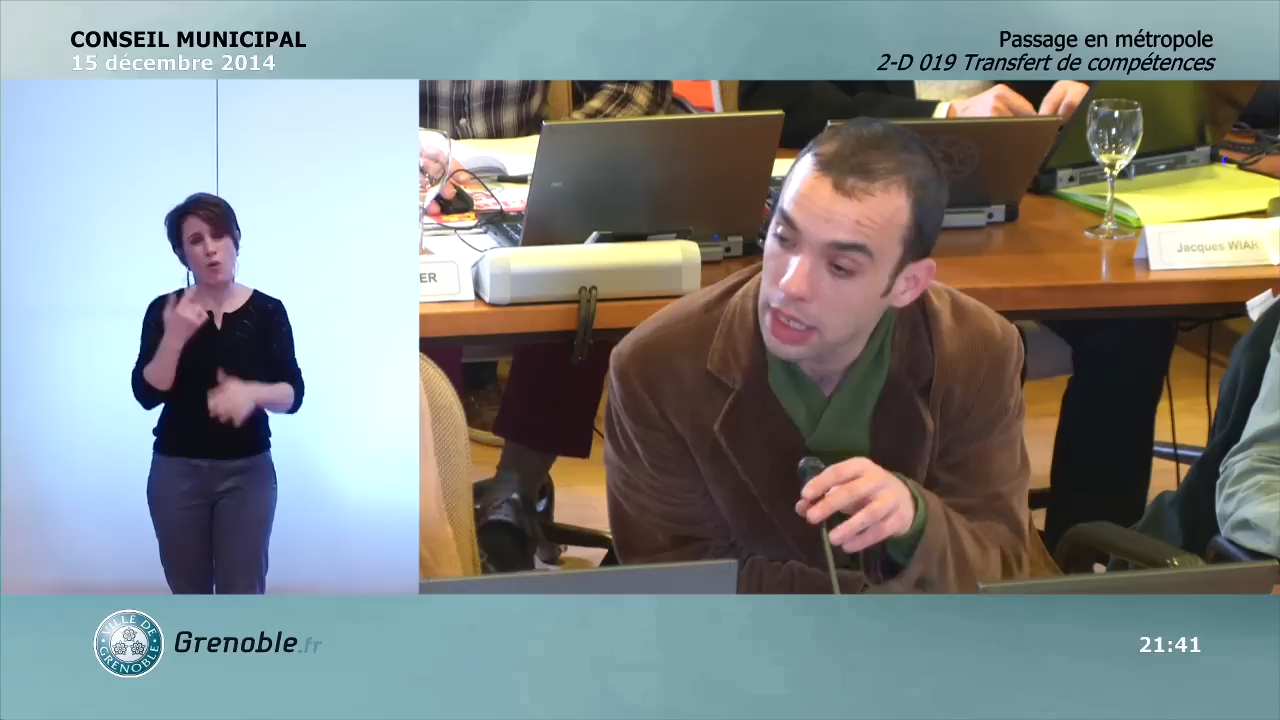 CONSEIL MUNICIPAL
15 décembre 2014
Passage en métropole
2-D 019 Transfert de compétences
ER
Jacques WIAR
VILLE DE GRENOBLE
Grenoble.fr
21:41